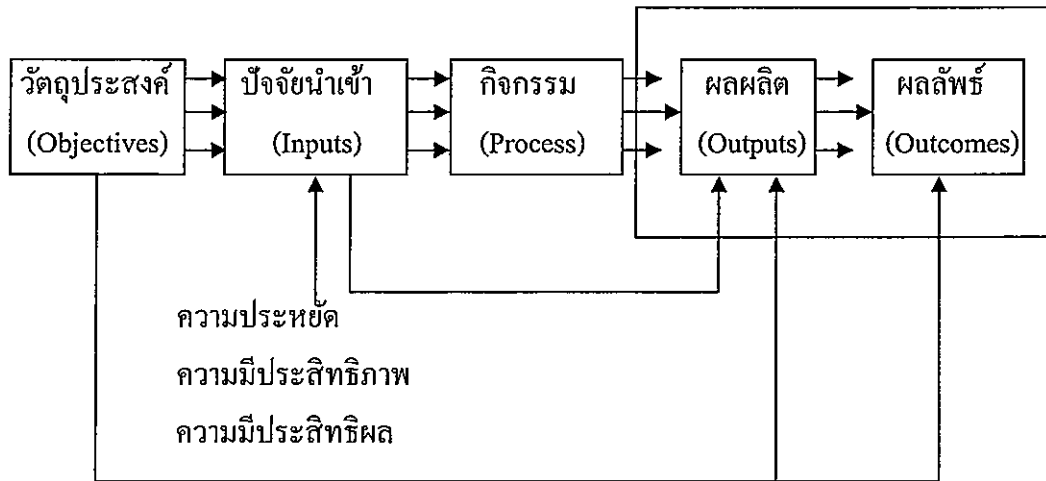 วัตถุประสงค์
(Objectives)
ปัจจัยนำเข้า
(Inputs)
กิจกรรม
(Process)
ผลผลิต
(Outputs)
ผลลัพธ์
(Outcomes)
ความประหยัด
ความมีประสิทธิภาพ
ความมีประสิทธิผล